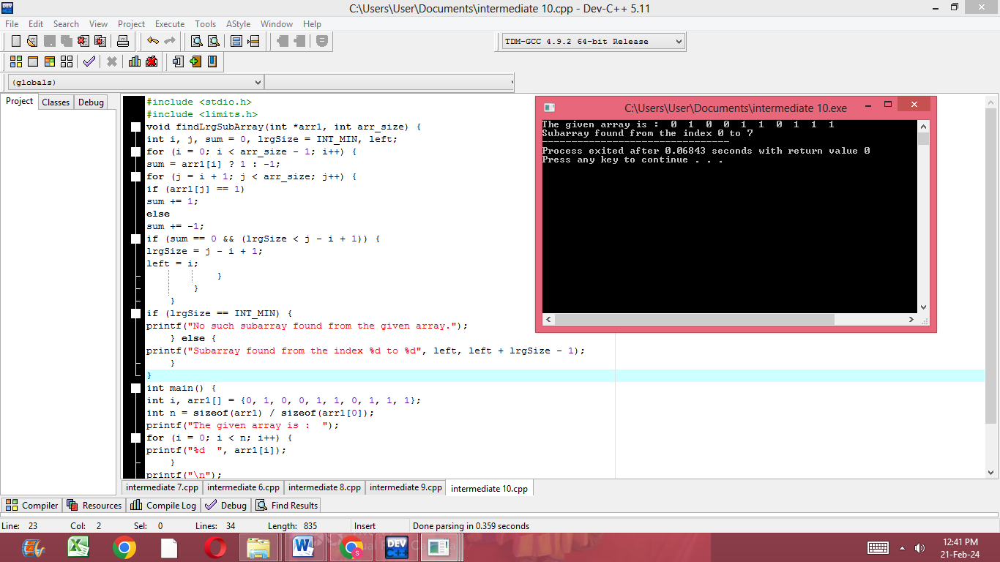 C:\Users\User\Documents\intermediate 10.cpp - Dev-C++ 5.11
File Edit Search View Project Execute Tools AStyle Window Help
TDM-GCC 4.9.2 64-bit Release
(globals)
Project Classes Debug
#include <stdio.h>
#include <limits.h>
void findLrgSubArray(int *arr1, int arr_size) {
int i, j, sum = 0, lrgSize = INT_MIN, left;
for (i = 0; i < arr_size - 1; i++) {
sum = arr1[i] ? 1 : -1;
for (j = i + 1; j < arr_size; j++) {
if (arr1[j] == 1)
sum += 1;
else
sum += -1;
if (sum == 0 && (lrgSize < j - i + 1)) {
lrgSize = j - i + 1;
left = i;
}
}
}
if (lrgSize == INT_MIN) {
printf("No such subarray found from the given array.");
} else {
printf("Subarray found from the index %d to %d", left, left + lrgSize - 1);
}
}
int main() {
int i, arr1[] = {0, 1, 0, 0, 1, 1, 0, 1, 1, 1};
int n = sizeof(arr1) / sizeof(arr1[0]);
printf("The given array is :  ");
for (i = 0; i < n; i++) {
printf("%d  ", arr1[i]);
}
printf("\n");
C:\Users\User\Documents\intermediate 10.exe
The given array is :  0  1  0  0  1  1  0  1  1  1
Subarray found from the index 0 to 7
--------------------------------
Process exited after 0.06843 seconds with return value 0
Press any key to continue . . .
intermediate 7.cpp intermediate 6.cpp intermediate 8.cpp intermediate 9.cpp intermediate 10.cpp
Compiler Resources Compile Log Debug Find Results
Line: 23 Col: 2 Sel: 0 Lines: 34 Length: 835 Insert Done parsing in 0.359 seconds
DEV C++
12:41 PM
21-Feb-24